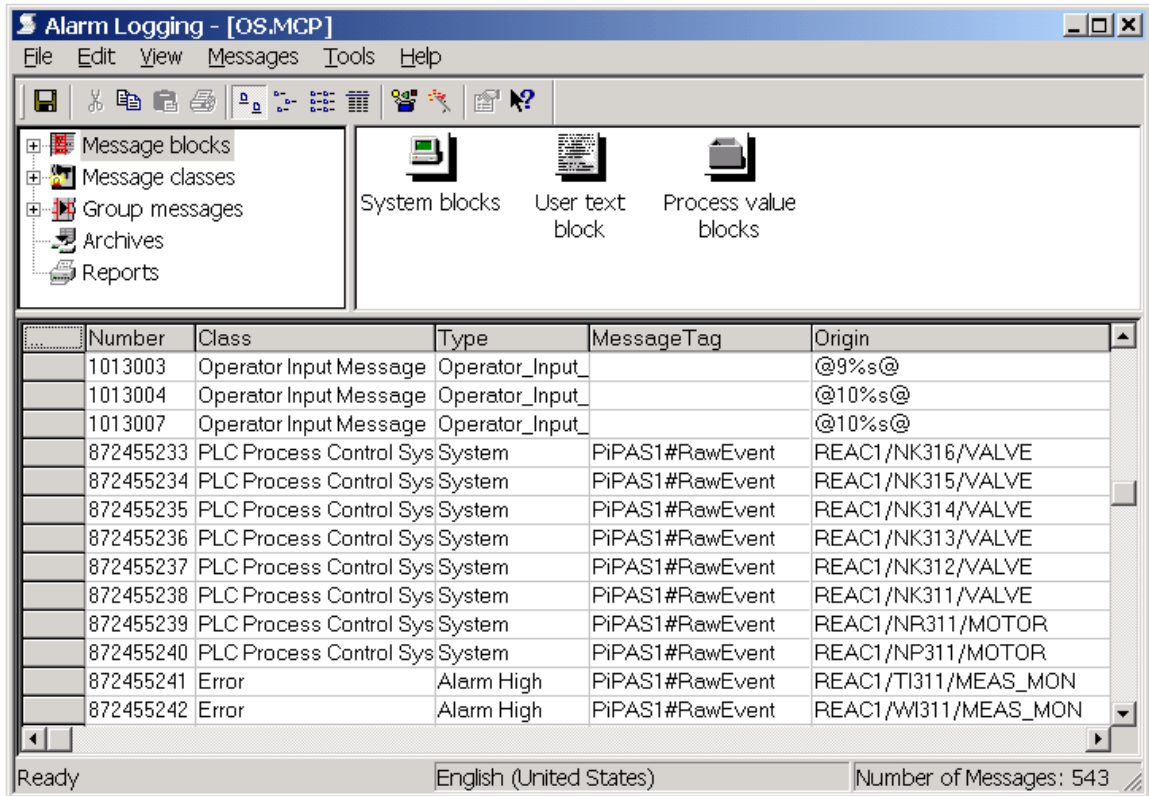 Alarm Logging - [OS.MCP]
File Edit View Messages Tools Help
Message blocks
Message classes
Group messages
Archives
Reports
System blocks
User text block
Process value blocks
... Number Class Type MessageTag Origin
1013003 Operator Input Message Operator_Input_ @9%s@
1013004 Operator Input Message Operator_Input_ @10%s@
1013007 Operator Input Message Operator_Input_ @10%s@
872455233 PLC Process Control Sys System PiPAS1#RawEvent REAC1/NK316/VALVE
872455234 PLC Process Control Sys System PiPAS1#RawEvent REAC1/NK315/VALVE
872455235 PLC Process Control Sys System PiPAS1#RawEvent REAC1/NK314/VALVE
872455236 PLC Process Control Sys System PiPAS1#RawEvent REAC1/NK313/VALVE
872455237 PLC Process Control Sys System PiPAS1#RawEvent REAC1/NK312/VALVE
872455238 PLC Process Control Sys System PiPAS1#RawEvent REAC1/NK311/VALVE
872455239 PLC Process Control Sys System PiPAS1#RawEvent REAC1/NR311/MOTOR
872455240 PLC Process Control Sys System PiPAS1#RawEvent REAC1/NP311/MOTOR
872455241 Error Alarm High PiPAS1#RawEvent REAC1/TI311/MEAS_MON
872455242 Error Alarm High PiPAS1#RawEvent REAC1/WI311/MEAS_MON
Ready English (United States) Number of Messages: 543